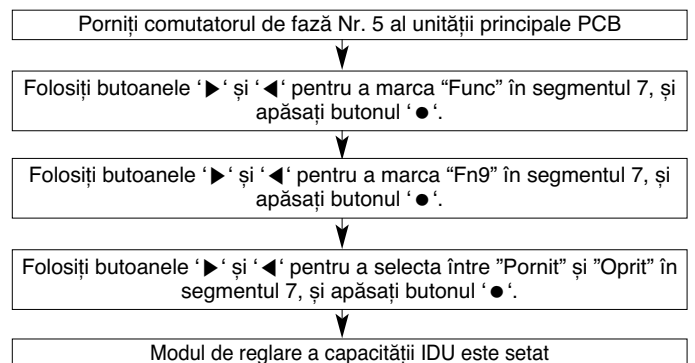 Porniți comutatorul de fază Nr. 5 al unității principale PCB
Folosiți butoanele ‘▶‘ și ‘◀‘ pentru a marca “Func” în segmentul 7, și
apăsați butonul ‘●‘.
Folosiți butoanele ‘▶‘ și ‘◀‘ pentru a marca “Fn9” în segmentul 7, și
apăsați butonul ‘●‘.
Folosiți butoanele ‘▶‘ și ‘◀‘ pentru a selecta între ”Pornit” și ”Oprit” în
segmentul 7, și apăsați butonul ‘●‘.
Modul de reglare a capacității IDU este setat